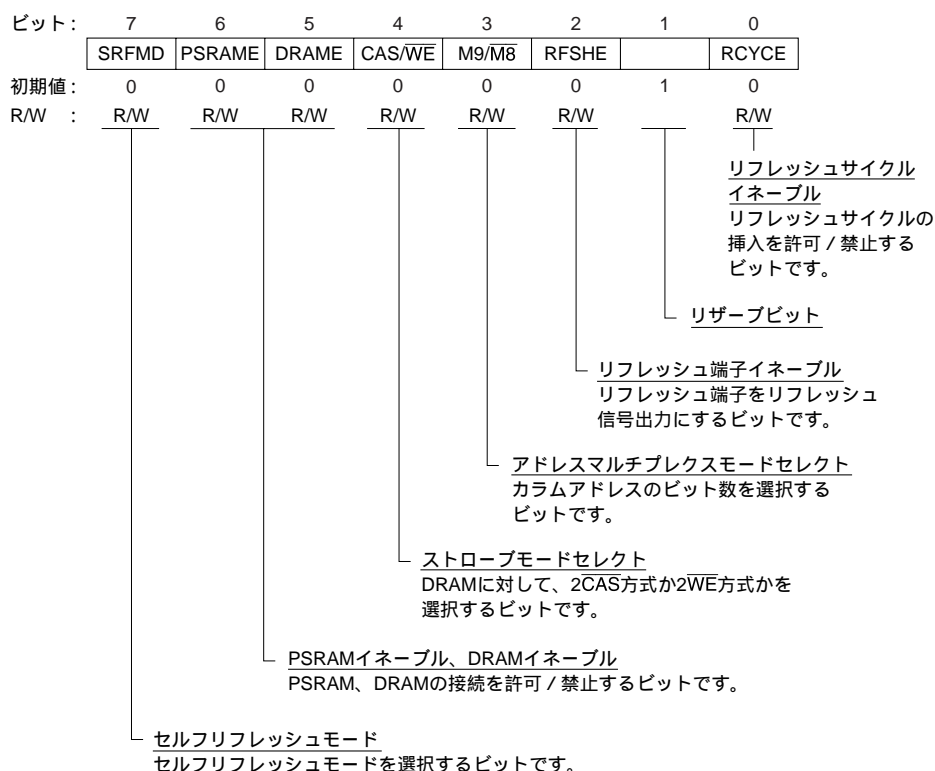 ビット: 7 6 5 4 3 2 1 0
SRFMD PSRAME DRAME CAS/W̅E̅ M9/M̅8̅ RFSHE RCYCE
初期値: 0 0 0 0 0 0 1 0
R/W : R/W R/W R/W R/W R/W R/W R/W
リフレッシュサイクル
イネーブル
リフレッシュサイクルの
挿入を許可/禁止する
ビットです。
リザーブビット
リフレッシュ端子イネーブル
リフレッシュ端子をリフレッシュ
信号出力にするビットです。
アドレスマルチプレクスモードセレクト
カラムアドレスのビット数を選択する
ビットです。
ストローブモードセレクト
DRAMに対して、2C̅A̅S̅方式か2W̅E̅方式かを
選択するビットです。
PSRAMイネーブル、DRAMイネーブル
PSRAM、DRAMの接続を許可/禁止するビットです。
セルフリフレッシュモード
セルフリフレッシュモードを選択するビットです。